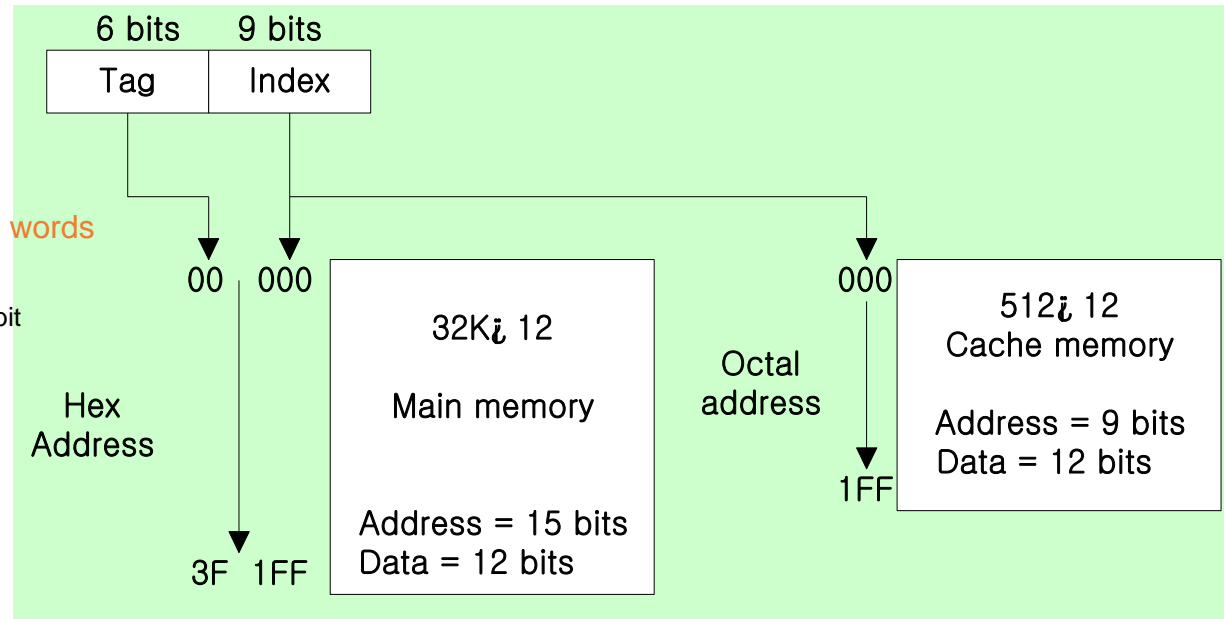 6 bits 9 bits
Tag Index
words
00 000
000
bit
32K¿ 12
Main memory
Address = 15 bits
Data = 12 bits
Hex
Address
3F 1FF
Octal
address
1FF
512¿ 12
Cache memory
Address = 9 bits
Data = 12 bits